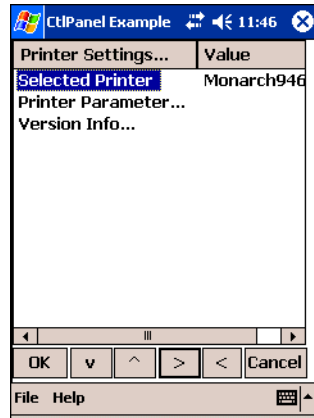 CtlPanel Example 11:46
Printer Settings... Value
Selected Printer Monarch946
Printer Parameter...
Version Info...
OK v ^ > < Cancel
File Help